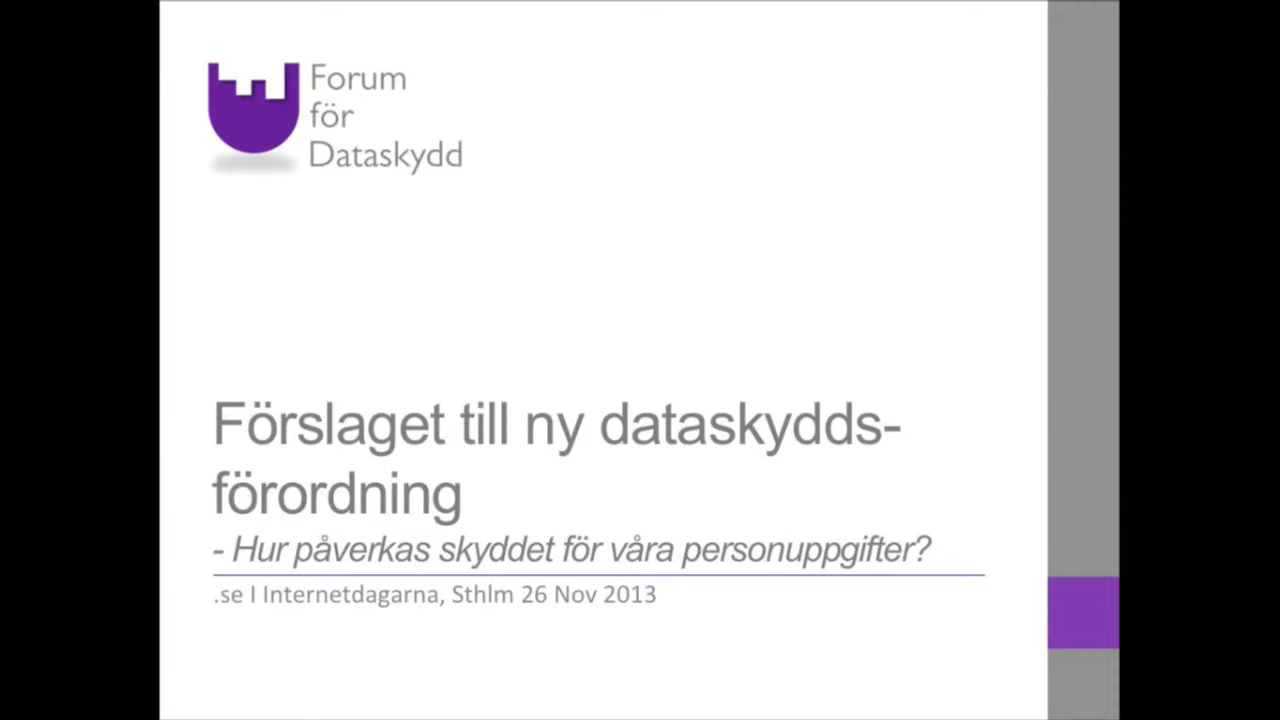 Forum
för
Dataskydd
Förslaget till ny dataskydds-
förordning
- Hur påverkas skyddet för våra personuppgifter?
.se I Internetdagarna, Sthlm 26 Nov 2013